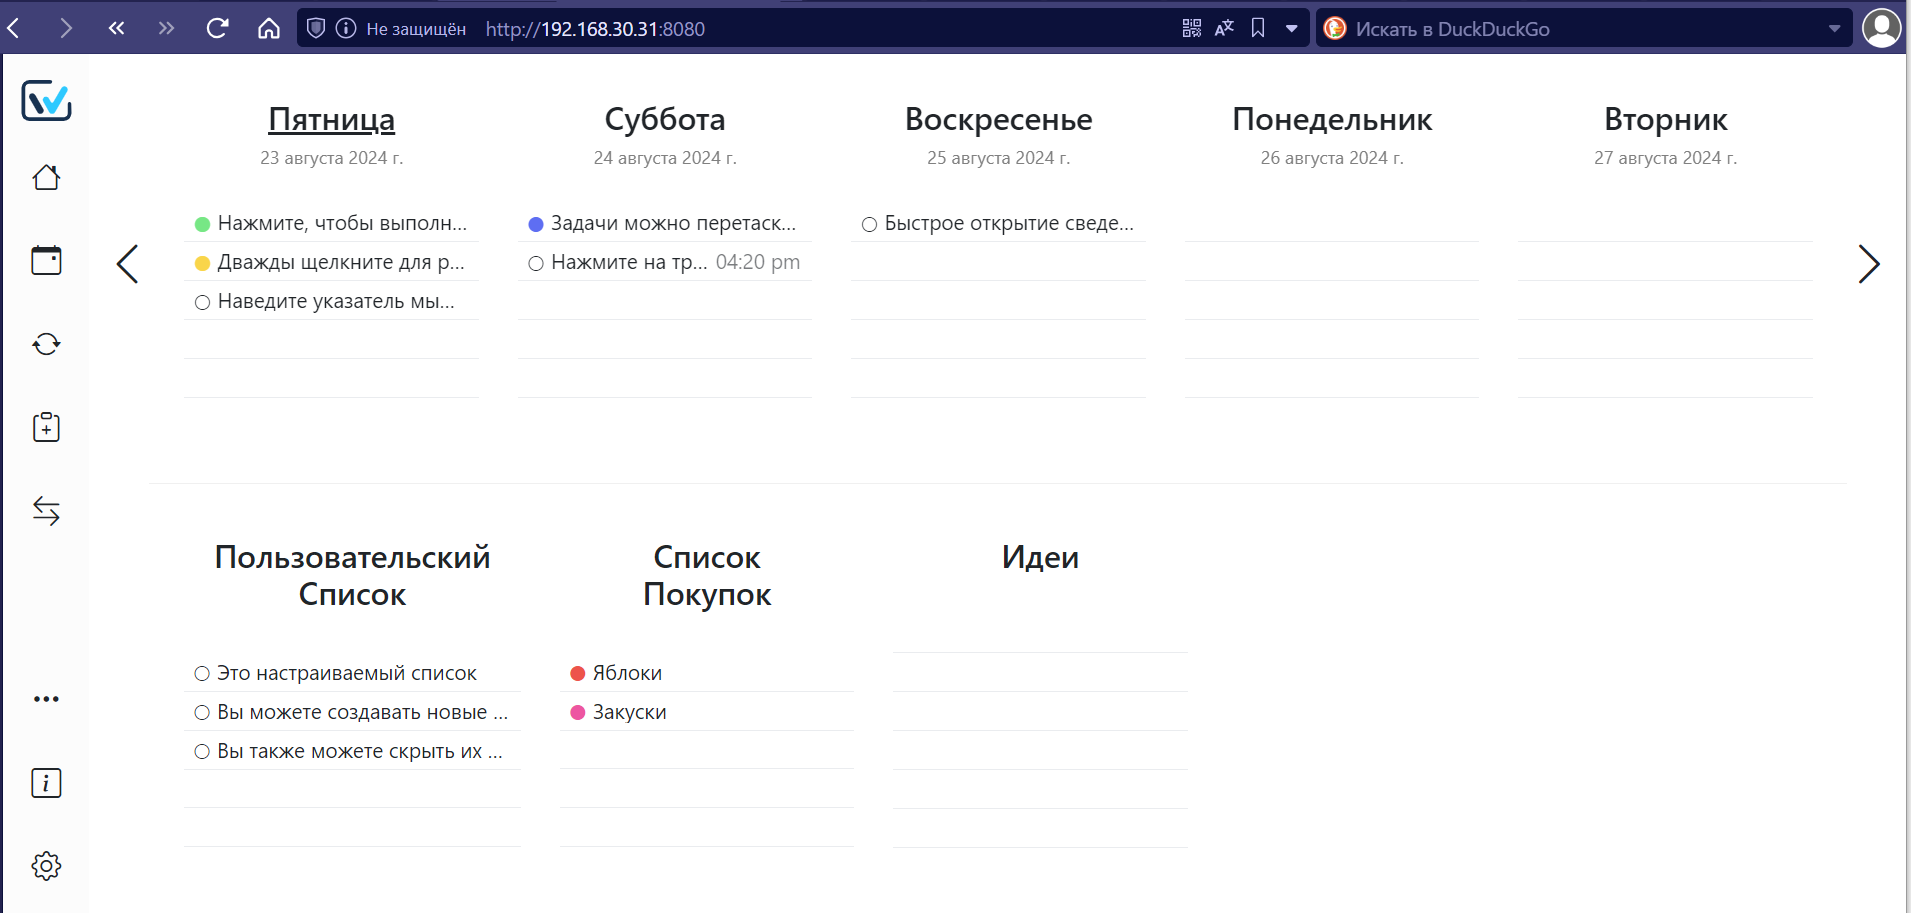 Не защищён http://192.168.30.31:8080 Искать в DuckDuckGo
Пятница
23 августа 2024 г.
Нажмите, чтобы выполн...
Дважды щелкните для р...
Наведите указатель мы...
Суббота
24 августа 2024 г.
Задачи можно перетаск...
Нажмите на тр... 04:20 pm
Воскресенье
25 августа 2024 г.
Быстрое открытие сведе...
Понедельник
26 августа 2024 г.
Вторник
27 августа 2024 г.
Пользовательский
Список
Это настраиваемый список
Вы можете создавать новые ...
Вы также можете скрыть их ...
Список
Покупок
Яблоки
Закуски
Идеи